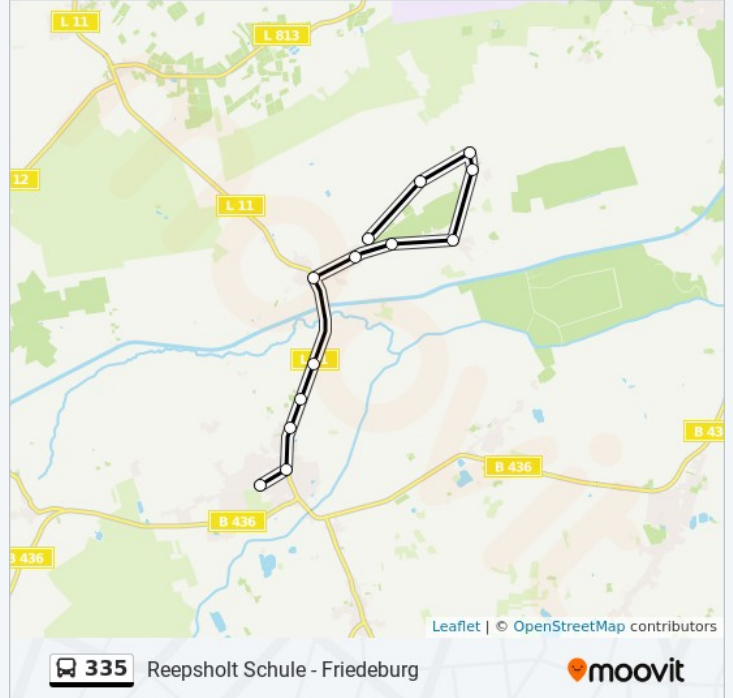 L 11
L 813
12
L 11
B 43
B 436
B 436
B 436
Leaflet | © OpenStreetMap contributors
335 Reepsholt Schule - Friedeburg
moovit